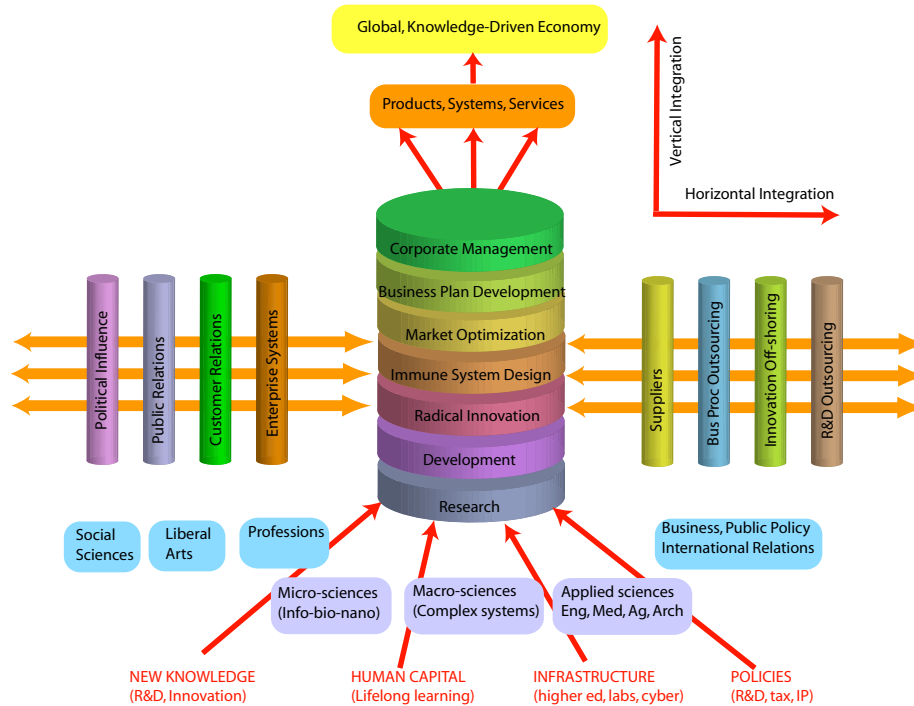 Global, Knowledge-Driven Economy
Products, Systems, Services
Vertical Integration
Horizontal Integration
Corporate Management
Business Plan Development
Market Optimization
Immune System Design
Radical Innovation
Development
Research
Political Influence
Public Relations
Customer Relations
Enterprise Systems
Suppliers
Bus Proc Outsourcing
Innovation Off-shoring
R&D Outsourcing
Social
Sciences
Liberal
Arts
Professions
Business, Public Policy
International Relations
Micro-sciences
(Info-bio-nano)
Macro-sciences
(Complex systems)
Applied sciences
Eng, Med, Ag, Arch
NEW KNOWLEDGE
(R&D, Innovation)
HUMAN CAPITAL
(Lifelong learning)
INFRASTRUCTURE
(higher ed, labs, cyber)
POLICIES
(R&D, tax, IP)